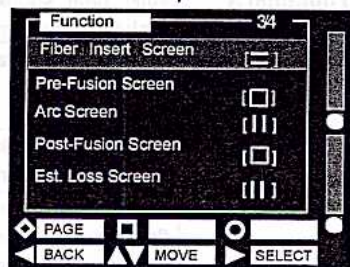 Function 3/4
Fiber Insert Screen
Pre-Fusion Screen
Arc Screen
Post-Fusion Screen
Est. Loss Screen
PAGE
BACK MOVE SELECT